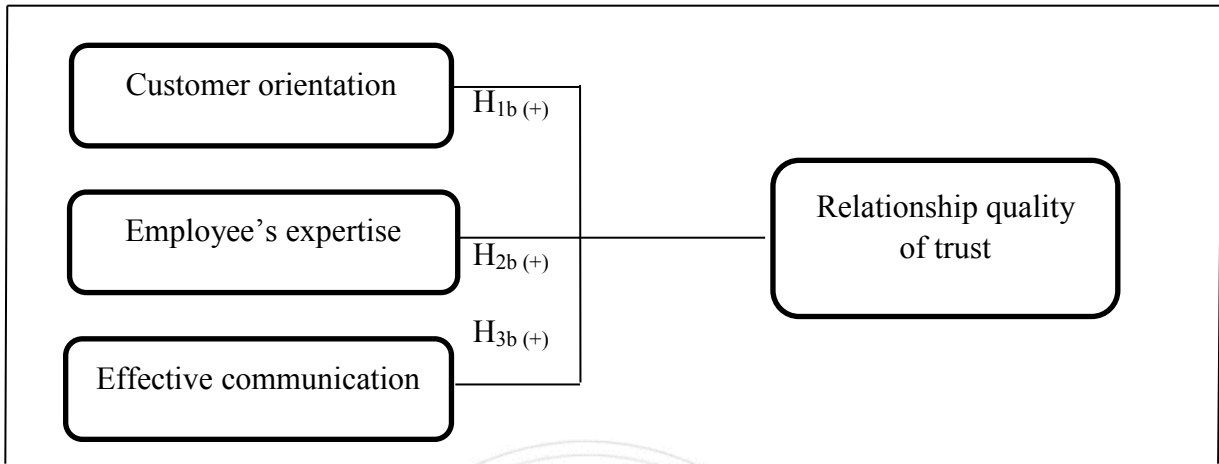 Customer orientation
H1b (+)
Employee’s expertise
H2b (+)
Relationship quality
of trust
H3b (+)
Effective communication